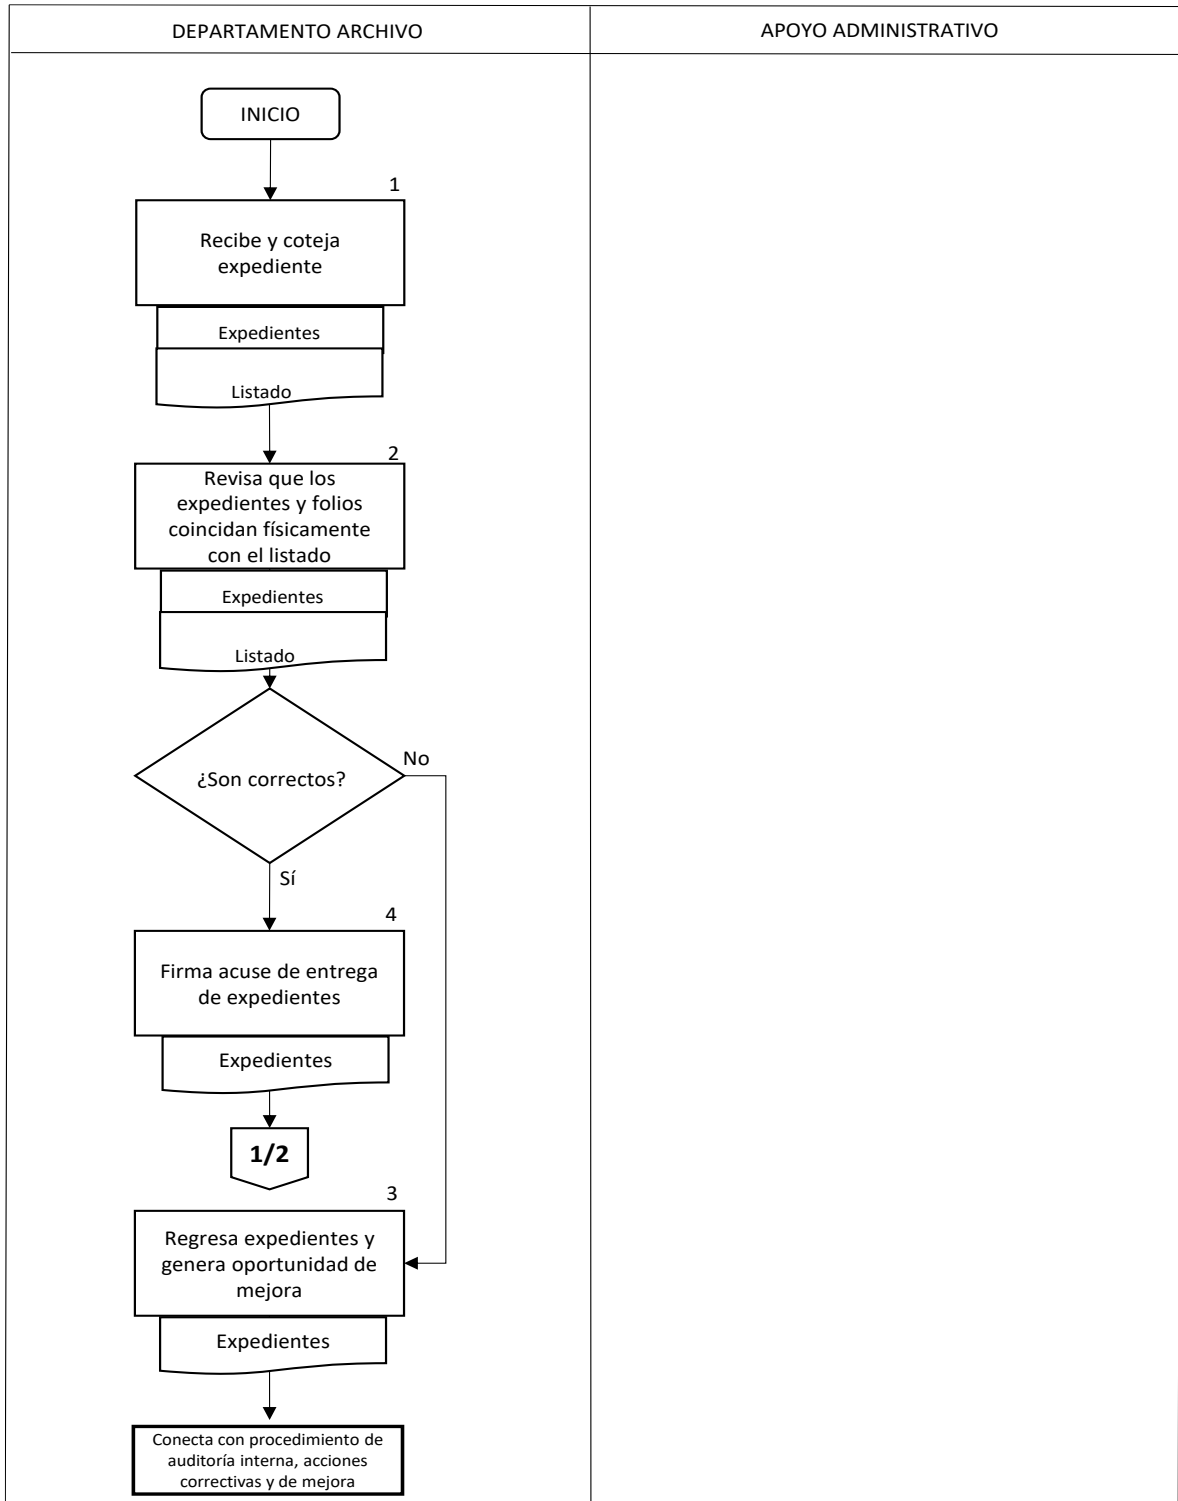 DEPARTAMENTO ARCHIVO
APOYO ADMINISTRATIVO
INICIO
1
Recibe y coteja
expediente
Expedientes
Listado
2
Revisa que los
expedientes y folios
coincidan físicamente
con el listado
Expedientes
Listado
¿Son correctos?
No
Sí
4
Firma acuse de entrega
de expedientes
Expedientes
1/2
3
Regresa expedientes y
genera oportunidad de
mejora
Expedientes
Conecta con procedimiento de
auditoría interna, acciones
correctivas y de mejora